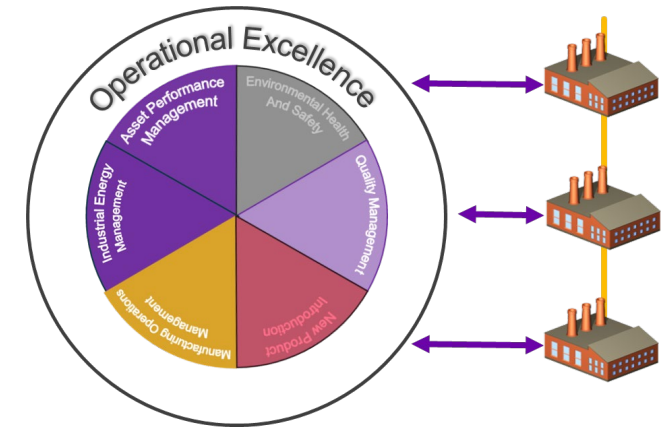 Operational Excellence
Asset Performance
Management
Environmental Health
And Safety
Industrial Energy
Management
Quality Management
Manufacturing Operations
Management
New Product
Introduction